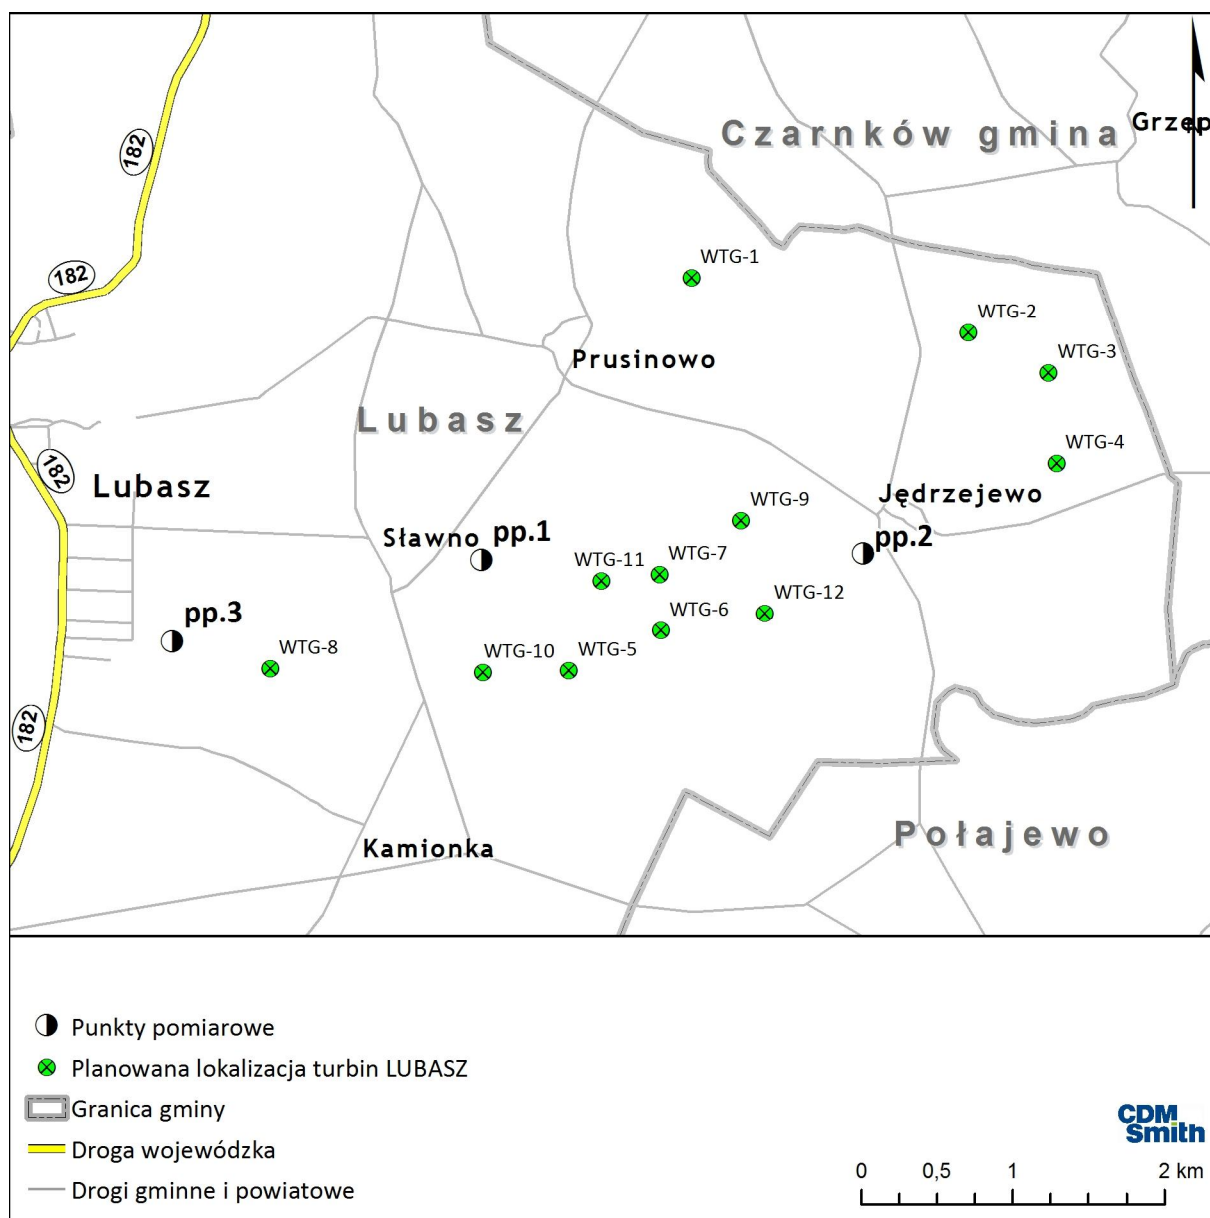 182
Czarnków gmina
Grzęp
N
WTG-1
182
WTG-2
Prusinowo
WTG-3
Lubasz
WTG-4
182
Lubasz
Jędrzejewo
WTG-9
Sławno
pp.1
pp.2
WTG-11
WTG-7
pp.3
WTG-12
WTG-6
WTG-8
WTG-10
WTG-5
182
Połajewo
Kamionka
Punkty pomiarowe
Planowana lokalizacja turbin LUBASZ
Granica gminy
Droga wojewódzka
Drogi gminne i powiatowe
CDM
Smith
0 0,5 1 2 km